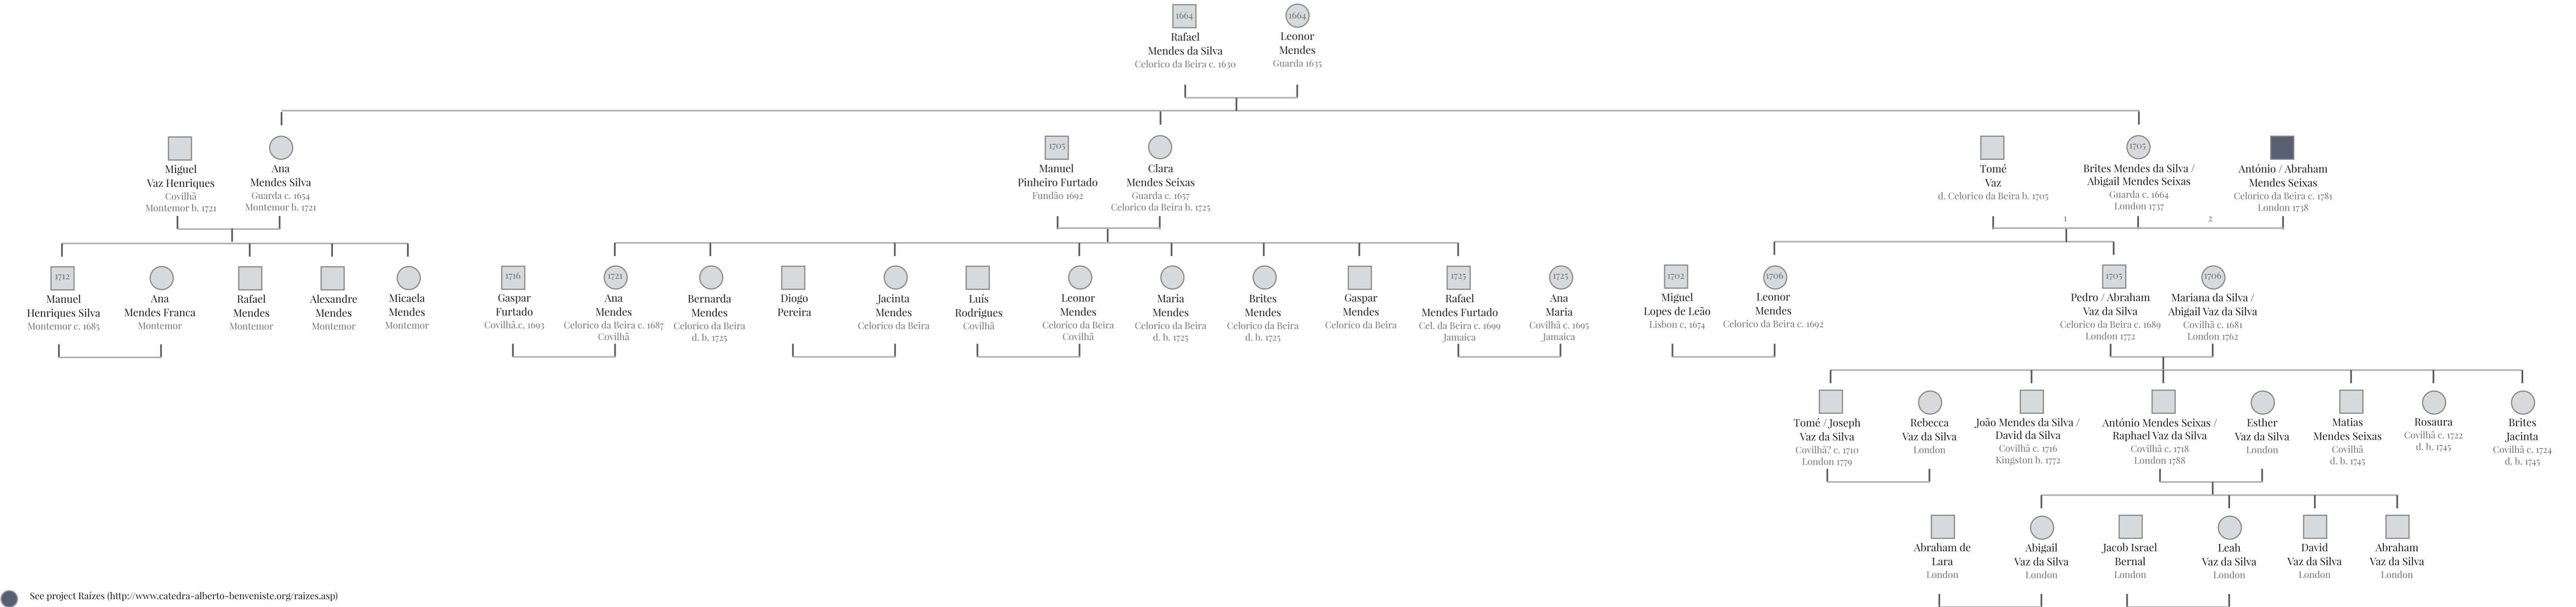 1664
Rafael
Mendes da Silva
Celorico da Beira c. 1630
1664
Leonor
Mendes
Guarda 1635
Miguel
Vaz Henriques
Covilhã
Montemor b. 1721
Ana
Mendes Silva
Guarda c. 1654
Montemor b. 1721
1705
Manuel
Pinheiro Furtado
Fundão 1692
Clara
Mendes Seixas
Guarda c. 1657
Celorico da Beira b. 1725
Tomé
Vaz
d. Celorico da Beira b. 1705
1705
Brites Mendes da Silva /
Abigail Mendes Seixas
Guarda c. 1664
London 1737
António / Abraham
Mendes Seixas
Celorico da Beira c. 1781
London 1738
1
2
1712
Manuel
Henriques Silva
Montemor c. 1685
Ana
Mendes Franca
Montemor
Rafael
Mendes
Montemor
Alexandre
Mendes
Montemor
Micaela
Mendes
Montemor
1716
Gaspar
Furtado
Covilhã.c, 1693
1721
Ana
Mendes
Celorico da Beira c. 1687
Covilhã
Bernarda
Mendes
Celorico da Beira
d. b. 1725
Diogo
Pereira
Jacinta
Mendes
Celorico da Beira
Luís
Rodrigues
Covilhã
Leonor
Mendes
Celorico da Beira
Covilhã
Maria
Mendes
Celorico da Beira
d. b. 1725
Brites
Mendes
Celorico da Beira
d. b. 1725
Gaspar
Mendes
Celorico da Beira
1725
Rafael
Mendes Furtado
Cel. da Beira c. 1699
Jamaica
1725
Ana
Maria
Covilhã c. 1695
Jamaica
1702
Miguel
Lopes de Leão
Lisbon c, 1674
1706
Leonor
Mendes
Celorico da Beira c. 1692
1705
Pedro / Abraham
Vaz da Silva
Celorico da Beira c. 1689
London 1772
1706
Mariana da Silva /
Abigail Vaz da Silva
Covilhã c. 1681
London 1762
Tomé / Joseph
Vaz da Silva
Covilhã? c. 1710
London 1779
Rebecca
Vaz da Silva
London
João Mendes da Silva /
David da Silva
Covilhã c. 1716
Kingston b. 1772
António Mendes Seixas /
Raphael Vaz da Silva
Covilhã c. 1718
London 1788
Esther
Vaz da Silva
London
Matias
Mendes Seixas
Covilhã
d. b. 1745
Rosaura
Covilhã c. 1722
d. b. 1745
Brites
Jacinta
Covilhã c. 1724
d. b. 1745
Abraham de
Lara
London
Abigail
Vaz da Silva
London
Jacob Israel
Bernal
London
Leah
Vaz da Silva
London
David
Vaz da Silva
London
Abraham
Vaz da Silva
London
See project Raízes (http://www.catedra-alberto-benveniste.org/raizes.asp)